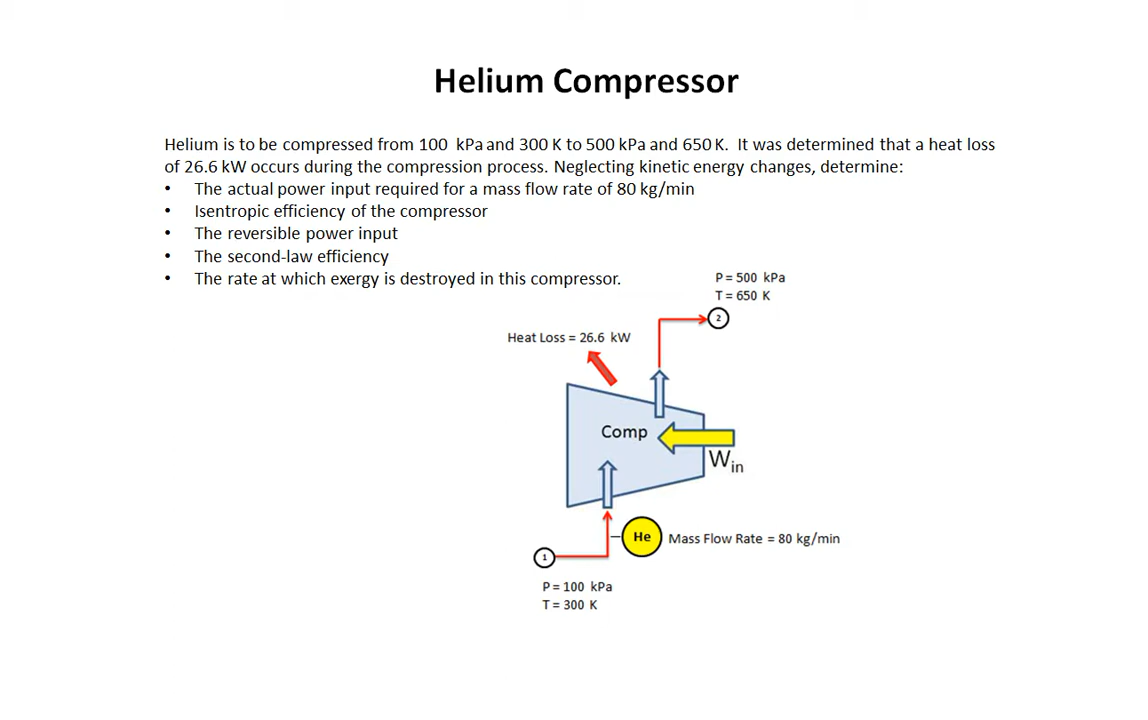 Helium Compressor
Helium is to be compressed from 100 kPa and 300 K to 500 kPa and 650 K. It was determined that a heat loss
of 26.6 kW occurs during the compression process. Neglecting kinetic energy changes, determine:
• The actual power input required for a mass flow rate of 80 kg/min
• Isentropic efficiency of the compressor
• The reversible power input
• The second-law efficiency
• The rate at which exergy is destroyed in this compressor.
P = 500 kPa
T = 650 K
2
Heat Loss = 26.6 kW
Comp
Win
He
Mass Flow Rate = 80 kg/min
1
P = 100 kPa
T = 300 K